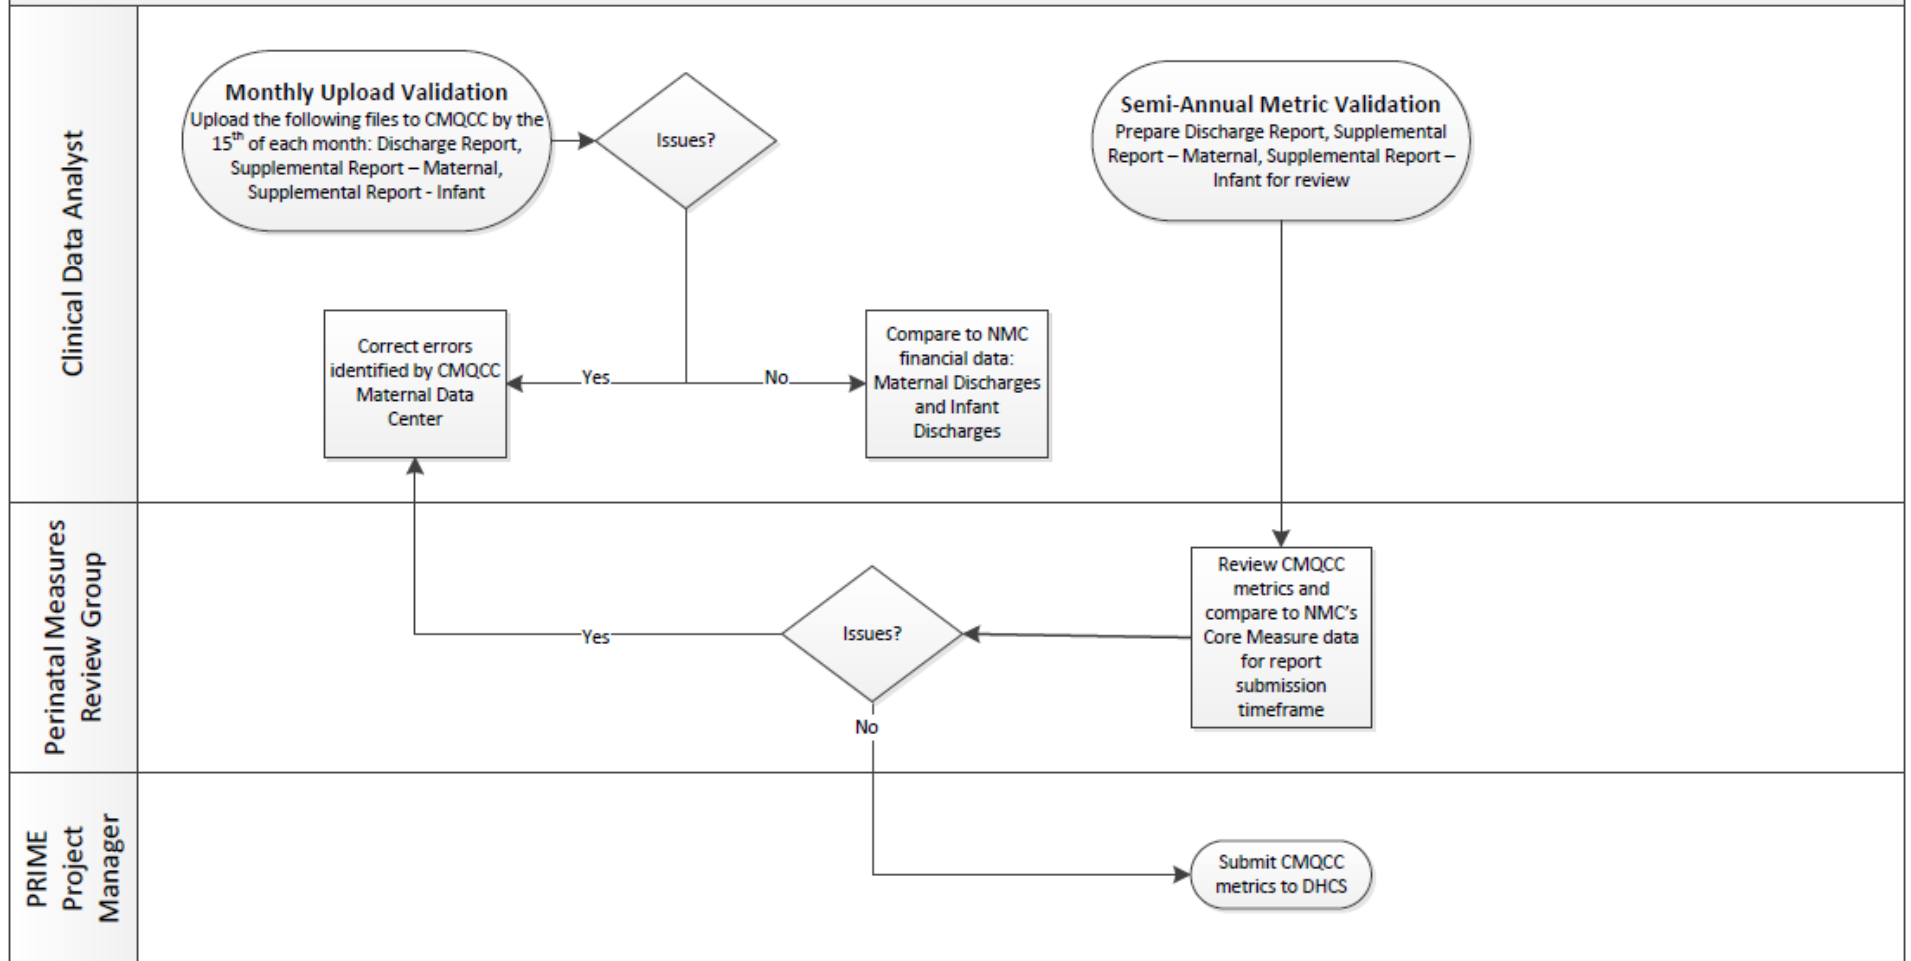 Clinical Data Analyst
Monthly Upload Validation
Upload the following files to CMQCC by the
15th of each month: Discharge Report,
Supplemental Report – Maternal,
Supplemental Report - Infant
Issues?
Semi-Annual Metric Validation
Prepare Discharge Report, Supplemental
Report – Maternal, Supplemental Report –
Infant for review
Correct errors
identified by CMQCC
Maternal Data
Center
Yes
No
Compare to NMC
financial data:
Maternal Discharges
and Infant
Discharges
Perinatal Measures
Review Group
Yes
Issues?
No
Review CMQCC
metrics and
compare to NMC's
Core Measure data
for report
submission
timeframe
PRIME
Project
Manager
Submit CMQCC
metrics to DHCS